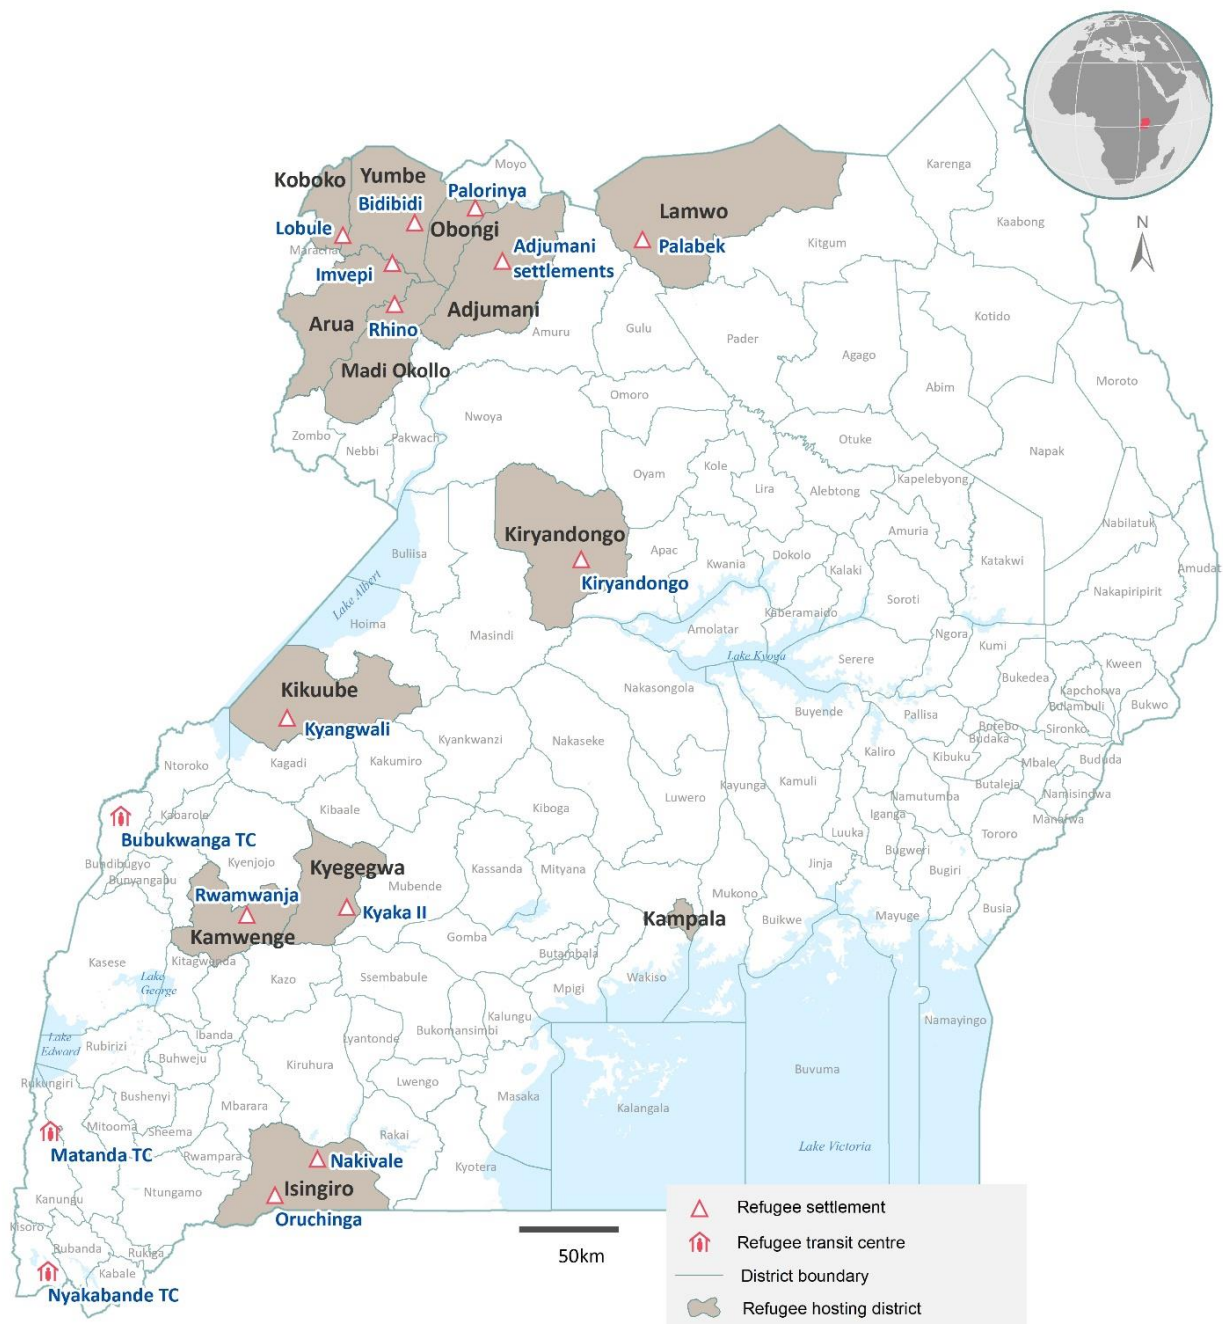 N
Moyo
Karenga
Kaabong
Koboko
Yumbe
Bidibidi
Palorinya
Lobule
Obongi
Maracha
Adjumani
settlements
Imvepi
Rhino
Arua
Adjumani
Madi Okollo
Lamwo
Palabek
Kitgum
Amuru
Gulu
Pader
Kotido
Agago
Abim
Moroto
Omoro
Nwoya
Zombo
Nebbi
Pakwach
Otuke
Napak
Oyam
Kole
Lira
Alebtong
Kapelebyong
Kiryandongo
Kiryandongo
Apac
Kwania
Dokolo
Kalaki
Amuria
Katakwi
Nabilatuk
Amudat
Nakapiripirit
Buliisa
Lake Albert
Hoima
Masindi
Amolatar
Kaberamaido
Soroti
Lake Kyoga
Serere
Ngora
Kumi
Bukedea
Kween
Kapchorwa
Bulambuli
Bukwo
Kikuube
Kyangwali
Nakasongola
Buyende
Pallisa
Botebo
Budaka
Sironko
Kyankwanzi
Nakaseke
Kaliro
Kibuku
Mbale
Bududa
Ntoroko
Kagadi
Kakumiro
Kayunga
Kamuli
Namutumba
Butaleja
Namisindwa
Manafwa
Kabarole
Bubukwanga TC
Kibaale
Kiboga
Luwero
Iganga
Luuka
Bugweri
Tororo
Bundibugyo
Bunyangabu
Kyenjojo
Kyegegwa
Kassanda
Mityana
Jinja
Bugiri
Rwamwanja
Kyaka II
Mubende
Mukono
Kampala
Buikwe
Mayuge
Busia
Kamwenge
Kitagwenda
Gomba
Butambala
Kasese
Lake
George
Kazo
Ssembabule
Mpigi
Wakiso
Kalungu
Bukomansimbi
Namayingo
Lake
Edward
Rubirizi
Ibanda
Buhweju
Lyantonde
Kiruhura
Rukungiri
Bushenyi
Mbarara
Lwengo
Masaka
Kalangala
Buvuma
Mitooma
Sheema
Rakai
Matanda TC
Rwampara
Nakivale
Kyotera
Lake Victoria
Kanungu
Ntungamo
Isingiro
Oruchinga
Kisoro
Rubanda
Rukiga
Kabale
Nyakabande TC
50km
Refugee settlement
Refugee transit centre
District boundary
Refugee hosting district